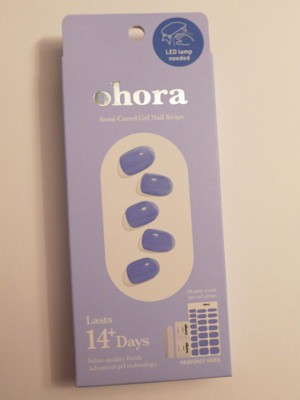 LED lamp
needed
ohora
Semi-Cured Gel Nail Strips
Lasts
14+ Days
Salon-quality finish
Advanced gel technology